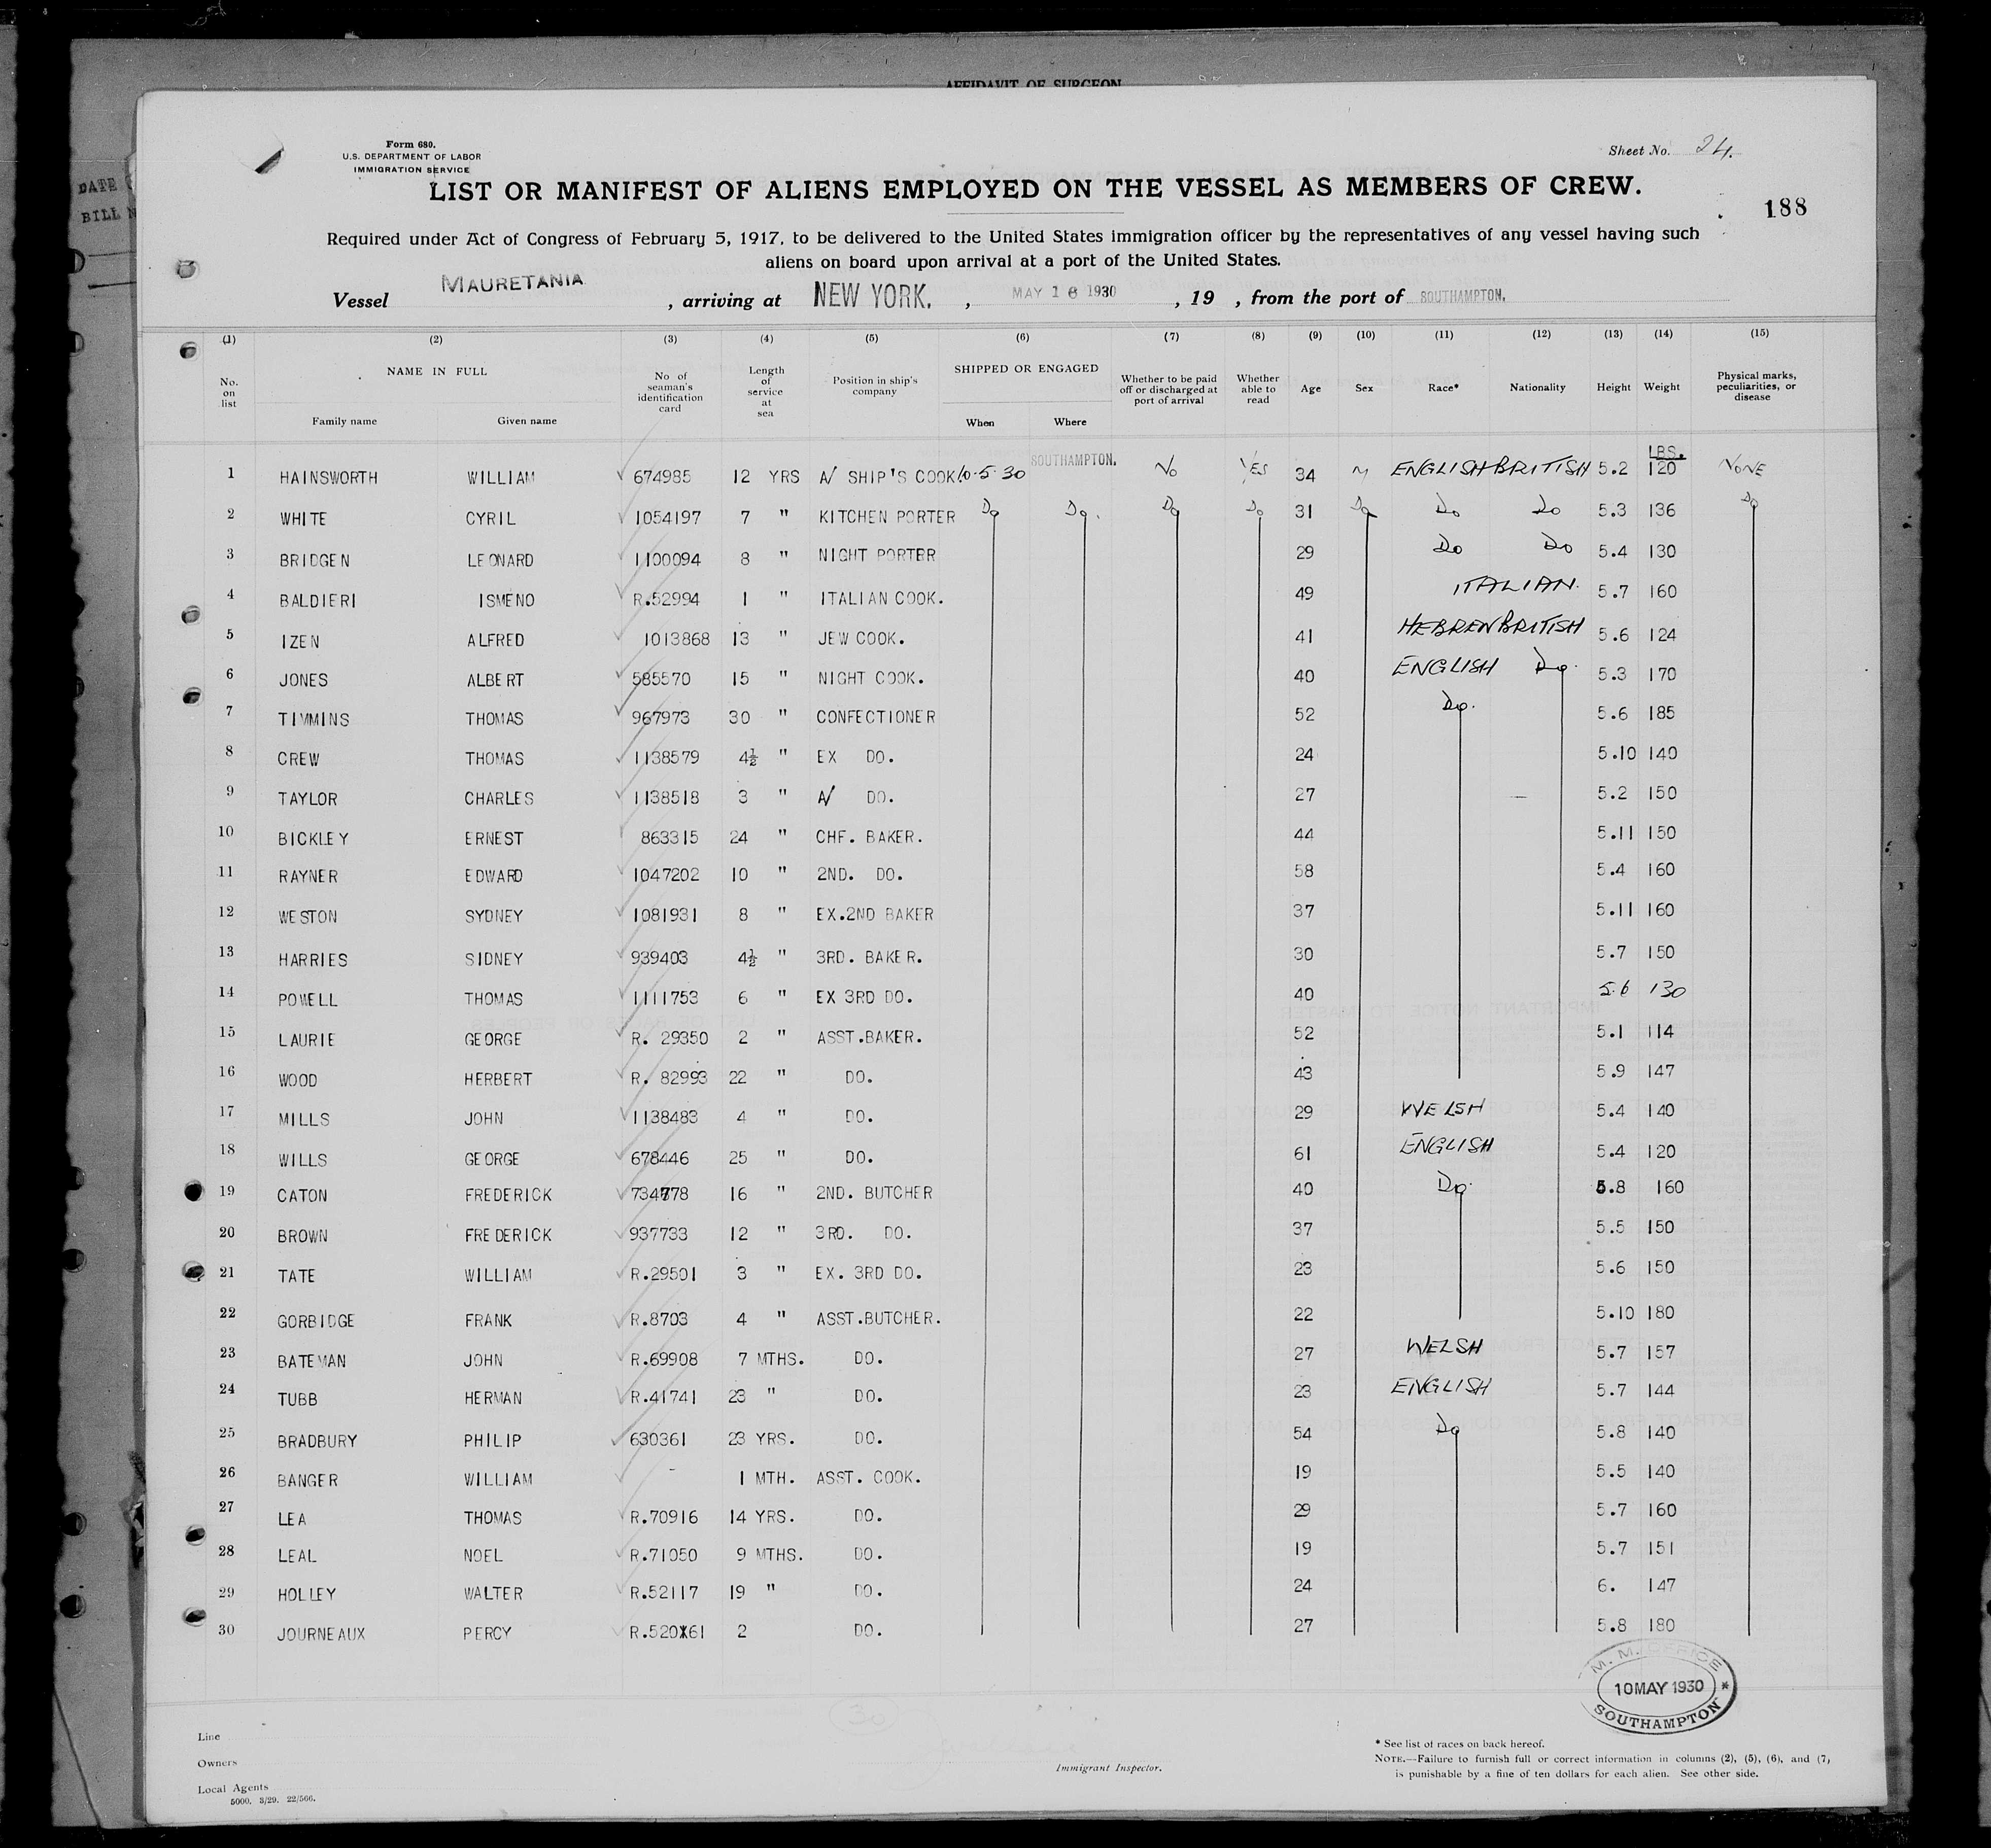 AFFIDAVIT OF SURGEON
DATE
BILL N
Form 680.
U.S. DEPARTMENT OF LABOR
IMMIGRATION SERVICE
Sheet No. 24.
LIST OR MANIFEST OF ALIENS EMPLOYED ON THE VESSEL AS MEMBERS OF CREW.
188
Required under Act of Congress of February 5, 1917, to be delivered to the United States immigration officer by the representatives of any vessel having such
aliens on board upon arrival at a port of the United States.
Vessel MAURETANIA, arriving at NEW YORK. , MAY 16 1930, 19 , from the port of SOUTHAMPTON.
(1) (2) (3) (4) (5) (6) (7) (8) (9) (10) (11) (12) (13) (14) (15)
No. on list NAME IN FULL Family name Given name No of seaman's identification card Length of service at sea Position in ship's company SHIPPED OR ENGAGED When Where Whether to be paid off or discharged at port of arrival Whether able to read Age Sex Race* Nationality Height Weight Physical marks, peculiarities, or disease
LBS.
1 HAINSWORTH WILLIAM 674985 12 YRS A/ SHIP'S COOK 10.5.30 SOUTHAMPTON. No YES 34 M ENGLISH BRITISH 5.2 120 NONE
2 WHITE CYRIL 1054197 7 " KITCHEN PORTER Do Do. Do Do 31 Do Do Do 5.3 136 Do
3 BRIDGEN LEONARD 1100094 8 " NIGHT PORTER 29 Do Do 5.4 130
4 BALDIERI ISMENO R.52994 1 " ITALIAN COOK. 49 ITALIAN. 5.7 160
5 IZEN ALFRED 1013868 13 " JEW COOK. 41 HEBREW BRITISH 5.6 124
6 JONES ALBERT 585570 15 " NIGHT COOK. 40 ENGLISH Do. 5.3 170
7 TIMMINS THOMAS 967973 30 " CONFECTIONER 52 Do. 5.6 185
8 CREW THOMAS 1138579 4½ " EX DO. 24 5.10 140
9 TAYLOR CHARLES 1138518 3 " A/ DO. 27 5.2 150
10 BICKLEY ERNEST 863315 24 " CHF. BAKER. 44 5.11 150
11 RAYNER EDWARD 1047202 10 " 2ND. DO. 58 5.4 160
12 WESTON SYDNEY 1081931 8 " EX.2ND BAKER 37 5.11 160
13 HARRIES SIDNEY 939403 4½ " 3RD. BAKER. 30 5.7 150
14 POWELL THOMAS 1111753 6 " EX 3RD DO. 40 5.6 130
15 LAURIE GEORGE R. 29350 2 " ASST.BAKER. 52 5.1 114
16 WOOD HERBERT R. 82993 22 " DO. 43 5.9 147
17 MILLS JOHN 1138483 4 " DO. 29 WELSH 5.4 140
18 WILLS GEORGE 678446 25 " DO. 61 ENGLISH 5.4 120
19 CATON FREDERICK 734778 16 " 2ND. BUTCHER 40 Do. 5.8 160
20 BROWN FREDERICK 937733 12 " 3RD. DO. 37 5.5 150
21 TATE WILLIAM R.29501 3 " EX. 3RD DO. 23 5.6 150
22 GORBIDGE FRANK R.8703 4 " ASST.BUTCHER. 22 5.10 180
23 BATEMAN JOHN R.69908 7 MTHS. DO. 27 WELSH 5.7 157
24 TUBB HERMAN R.41741 23 " DO. 23 ENGLISH 5.7 144
25 BRADBURY PHILIP 630361 23 YRS. DO. 54 Do 5.8 140
26 BANGER WILLIAM - 1 MTH. ASST. COOK. 19 5.5 140
27 LEA THOMAS R.70916 14 YRS. DO. 29 5.7 160
28 LEAL NOEL R.71050 9 MTHS. DO. 19 5.7 151
29 HOLLEY WALTER R.52117 19 " DO. 24 6. 147
30 JOURNEAUX PERCY R.520X61 2 DO. 27 5.8 180
M. M. OFFICE
10 MAY 1930 *
SOUTHAMPTON
30
Line
Owners
Local Agents
5000. 3/29. 22/566.
Immigrant Inspector.
* See list of races on back hereof.
NOTE.—Failure to furnish full or correct information in columns (2), (5), (6), and (7,
is punishable by a fine of ten dollars for each alien. See other side.